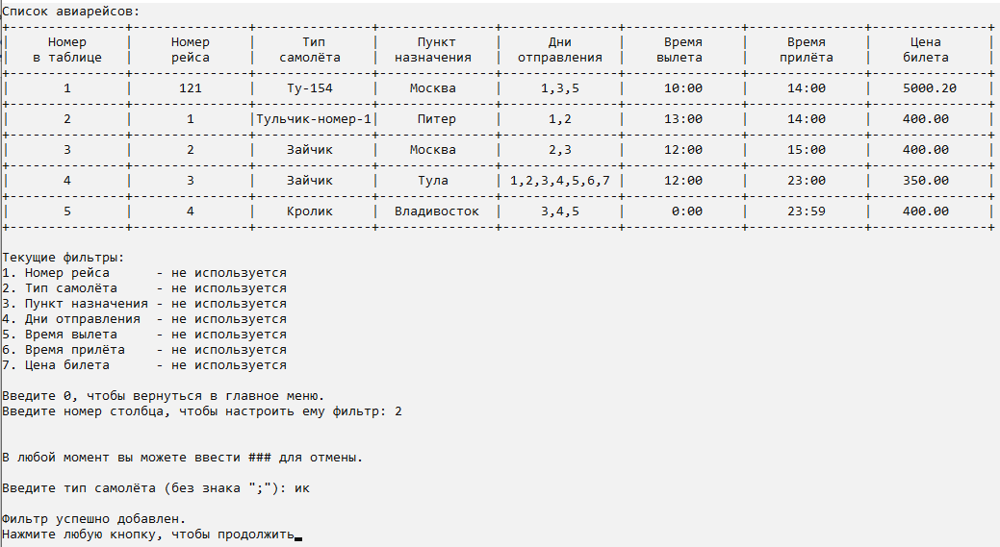 Список авиарейсов:
+---------------+---------------+---------------+---------------+---------------+---------------+---------------+---------------+
|     Номер     |     Номер     |      Тип      |     Пункт     |      Дни      |     Время     |     Время     |     Цена      |
|   в таблице   |     рейса     |   самолёта    |  назначения   |  отправления  |    вылета     |    прилёта    |    билета     |
+---------------+---------------+---------------+---------------+---------------+---------------+---------------+---------------+
|       1       |      121      |    Ту-154     |    Москва     |     1,3,5     |     10:00     |     14:00     |    5000.20    |
+---------------+---------------+---------------+---------------+---------------+---------------+---------------+---------------+
|       2       |       1       |Тульчик-номер-1|     Питер     |      1,2      |     13:00     |     14:00     |    400.00     |
+---------------+---------------+---------------+---------------+---------------+---------------+---------------+---------------+
|       3       |       2       |    Зайчик     |    Москва     |      2,3      |     12:00     |     15:00     |    400.00     |
+---------------+---------------+---------------+---------------+---------------+---------------+---------------+---------------+
|       4       |       3       |    Зайчик     |     Тула      | 1,2,3,4,5,6,7 |     12:00     |     23:00     |    350.00     |
+---------------+---------------+---------------+---------------+---------------+---------------+---------------+---------------+
|       5       |       4       |    Кролик     |  Владивосток  |     3,4,5     |      0:00     |     23:59     |    400.00     |
+---------------+---------------+---------------+---------------+---------------+---------------+---------------+---------------+
Текущие фильтры:
1. Номер рейса      - не используется
2. Тип самолёта     - не используется
3. Пункт назначения - не используется
4. Дни отправления  - не используется
5. Время вылета     - не используется
6. Время прилёта    - не используется
7. Цена билета      - не используется
Введите 0, чтобы вернуться в главное меню.
Введите номер столбца, чтобы настроить ему фильтр: 2
В любой момент вы можете ввести ### для отмены.
Введите тип самолёта (без знака ";"): ик
Фильтр успешно добавлен.
Нажмите любую кнопку, чтобы продолжить